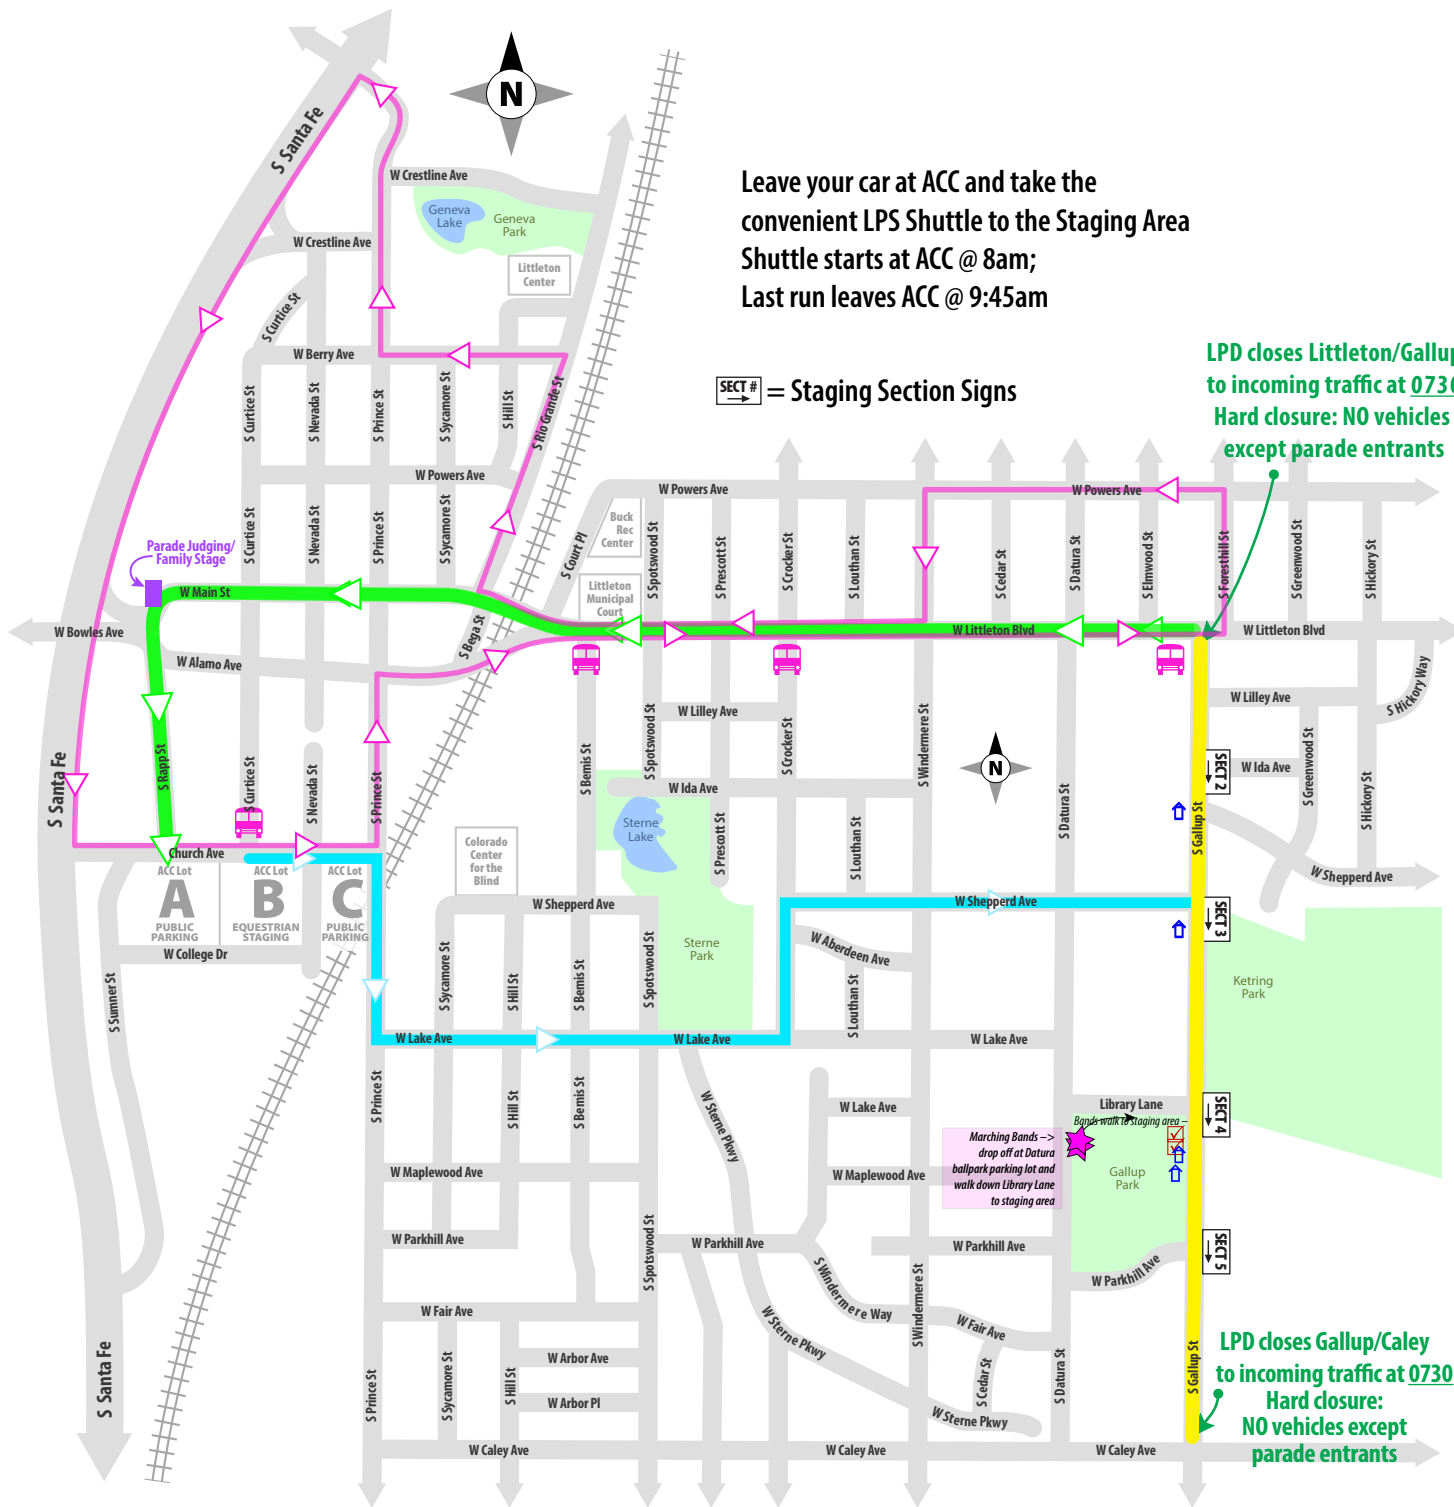 N
Leave your car at ACC and take the
convenient LPS Shuttle to the Staging Area
Shuttle starts at ACC @ 8am;
Last run leaves ACC @ 9:45am
SECT # = Staging Section Signs
LPD closes Littleton/Gallup
to incoming traffic at 0730
Hard closure: NO vehicles
except parade entrants
S Santa Fe
W Crestline Ave
Geneva
Lake
Geneva
Park
W Crestline Ave
Littleton
Center
S Curtice St
W Berry Ave
S Curtice St
S Nevada St
S Prince St
S Sycamore St
S Hill St
S Rio Grande St
W Powers Ave
S Curtice St
S Nevada St
S Prince St
S Sycamore St
S Court Pl
Buck
Rec
Center
W Powers Ave
W Powers Ave
S Spotswood St
S Prescott St
S Crocker St
S Louthan St
S Cedar St
S Datura St
S Elmwood St
S Foresthill St
S Greenwood St
S Hickory St
Parade Judging/
Family Stage
W Main St
Littleton
Municipal
Court
W Bowles Ave
W Littleton Blvd
W Littleton Blvd
W Alamo Ave
S Bega St
S Rapp St
S Santa Fe
S Curtice St
S Nevada St
S Prince St
S Bemis St
S Spotswood St
W Lilley Ave
S Crocker St
S Windermere St
W Ida Ave
S Prescott St
S Louthan St
S Datura St
N
S Gallup St
SECT 2
W Lilley Ave
W Ida Ave
S Greenwood St
S Hickory St
S Hickory Way
W Shepperd Ave
Church Ave
ACC Lot
A
PUBLIC
PARKING
ACC Lot
B
EQUESTRIAN
STAGING
ACC Lot
C
PUBLIC
PARKING
W College Dr
S Sumner St
Colorado
Center
for the
Blind
Sterne
Lake
W Shepperd Ave
W Shepperd Ave
SECT 3
Sterne
Park
Ketring
Park
W Aberdeen Ave
S Louthan St
S Sycamore St
S Hill St
S Bemis St
S Spotswood St
W Lake Ave
W Lake Ave
W Lake Ave
S Prince St
S Hill St
S Bemis St
W Sterne Pkwy
W Lake Ave
Library Lane
Bands walk to staging area –
SECT 4
Marching Bands –>
drop off at Datura
ballpark parking lot and
walk down Library Lane
to staging area
Gallup
Park
W Maplewood Ave
W Maplewood Ave
S Spotswood St
W Parkhill Ave
W Parkhill Ave
W Parkhill Ave
W Parkhill Ave
SECT 5
S Windermere Way
S Windermere St
W Fair Ave
W Fair Ave
W Sterne Pkwy
S Santa Fe
S Prince St
S Sycamore St
S Hill St
W Arbor Ave
W Arbor Pl
S Cedar St
S Datura St
W Sterne Pkwy
S Gallup St
LPD closes Gallup/Caley
to incoming traffic at 0730
Hard closure:
NO vehicles except
parade entrants
W Caley Ave
W Caley Ave
W Caley Ave